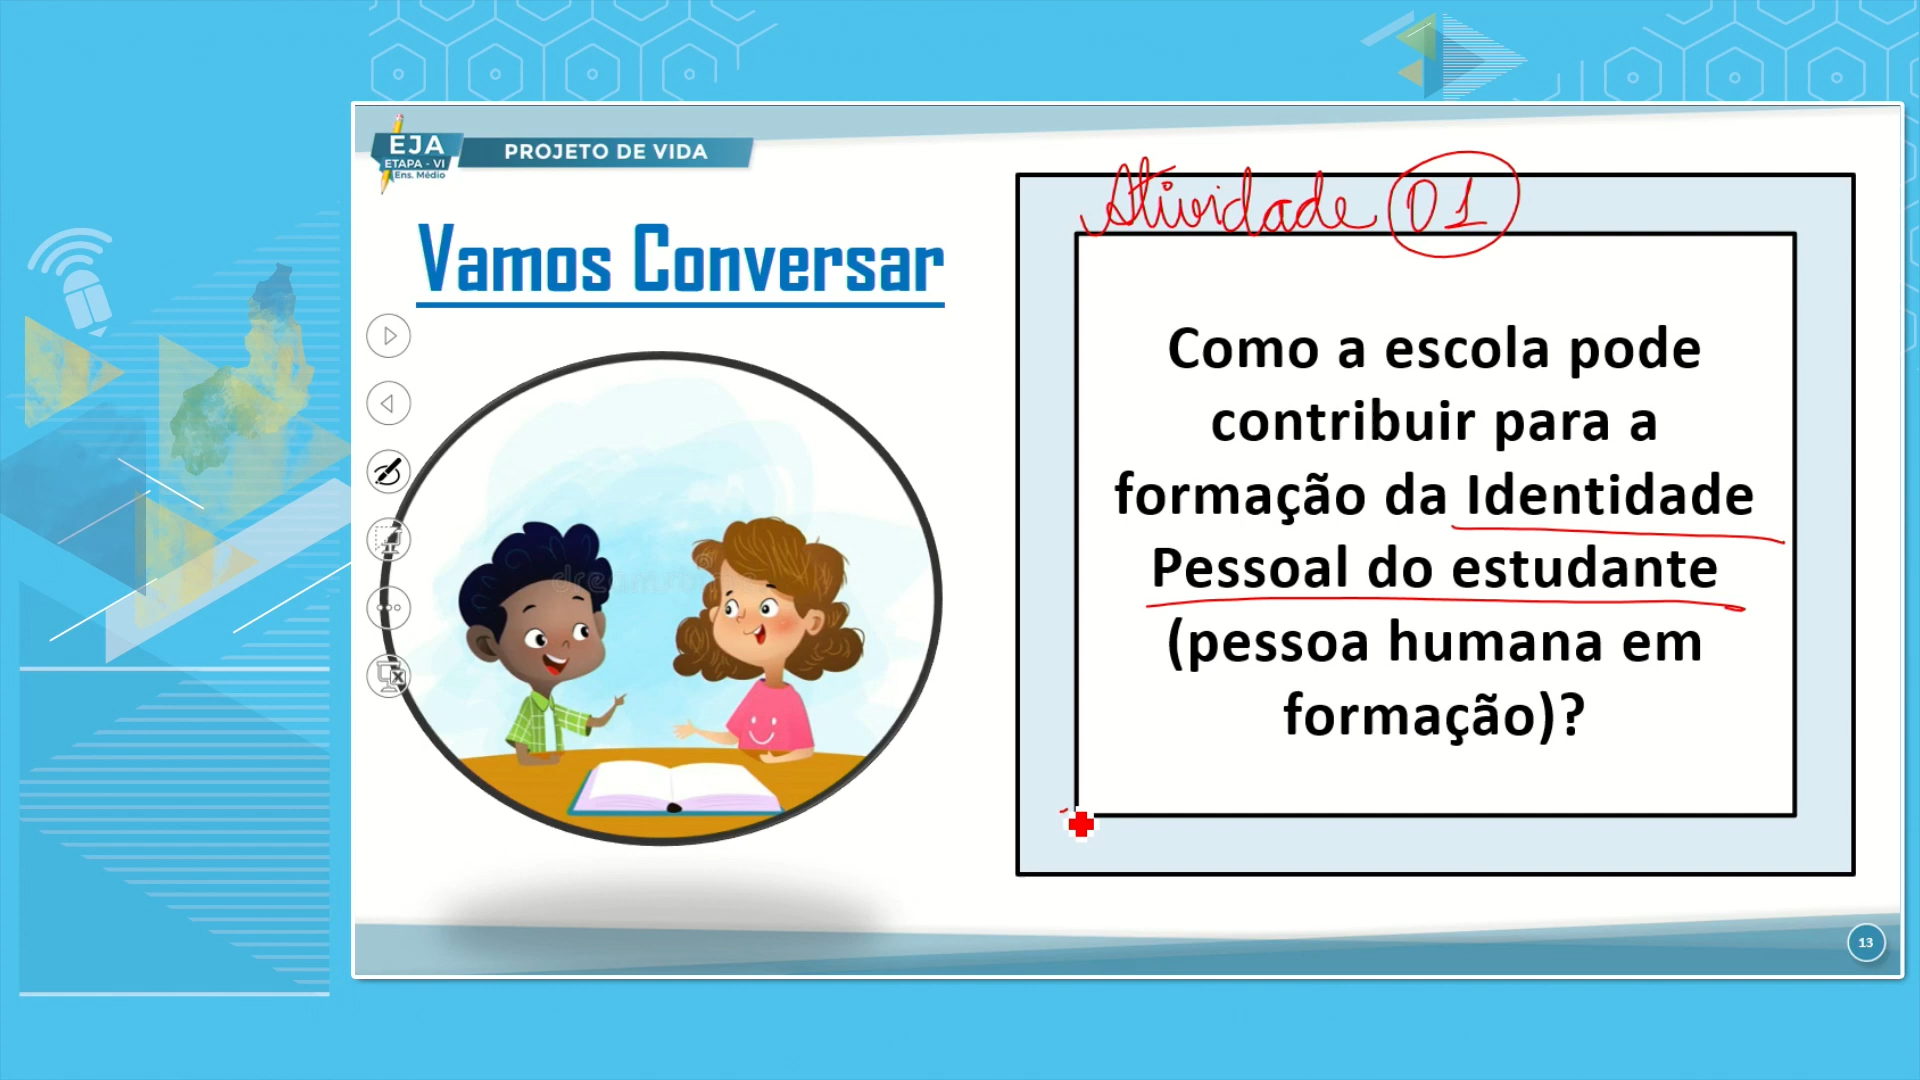 EJA
ETAPA - VI
Ens. Médio
PROJETO DE VIDA
Vamos Conversar
Atividade 01
Como a escola pode
contribuir para a
formação da Identidade
Pessoal do estudante
(pessoa humana em
formação)?
13